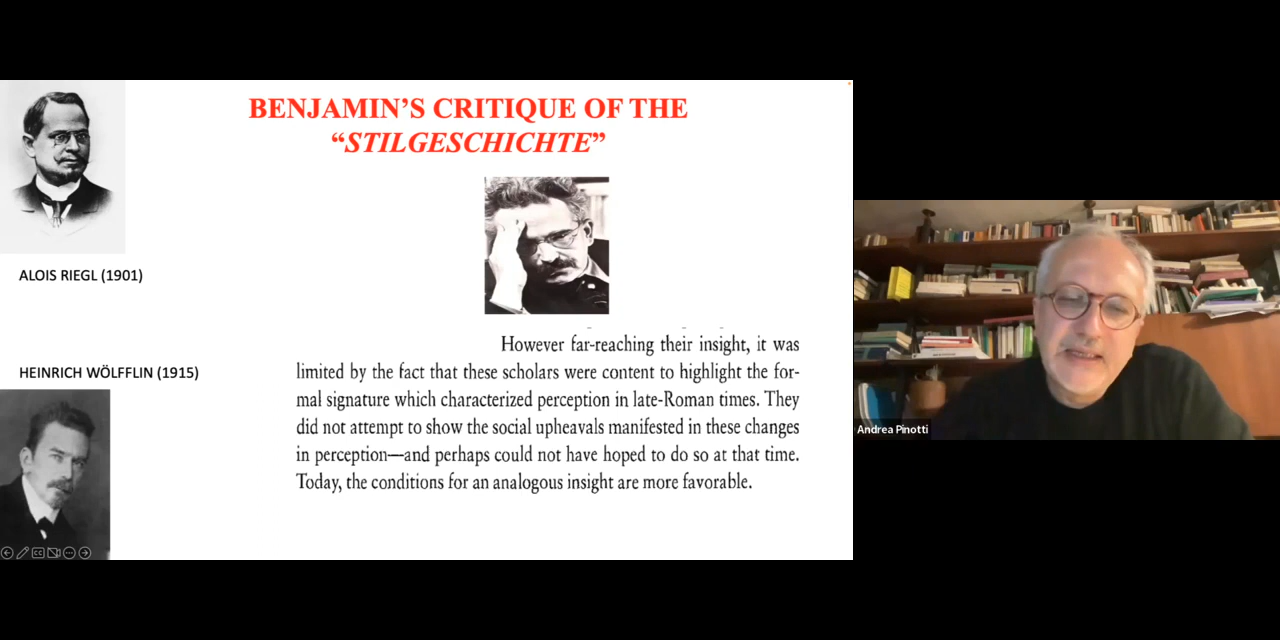 BENJAMIN’S CRITIQUE OF THE
“STILGESCHICHTE”
ALOIS RIEGL (1901)
HEINRICH WÖLFFLIN (1915)
However far-reaching their insight, it was
limited by the fact that these scholars were content to highlight the for-
mal signature which characterized perception in late-Roman times. They
did not attempt to show the social upheavals manifested in these changes
in perception—and perhaps could not have hoped to do so at that time.
Today, the conditions for an analogous insight are more favorable.
Andrea Pinotti